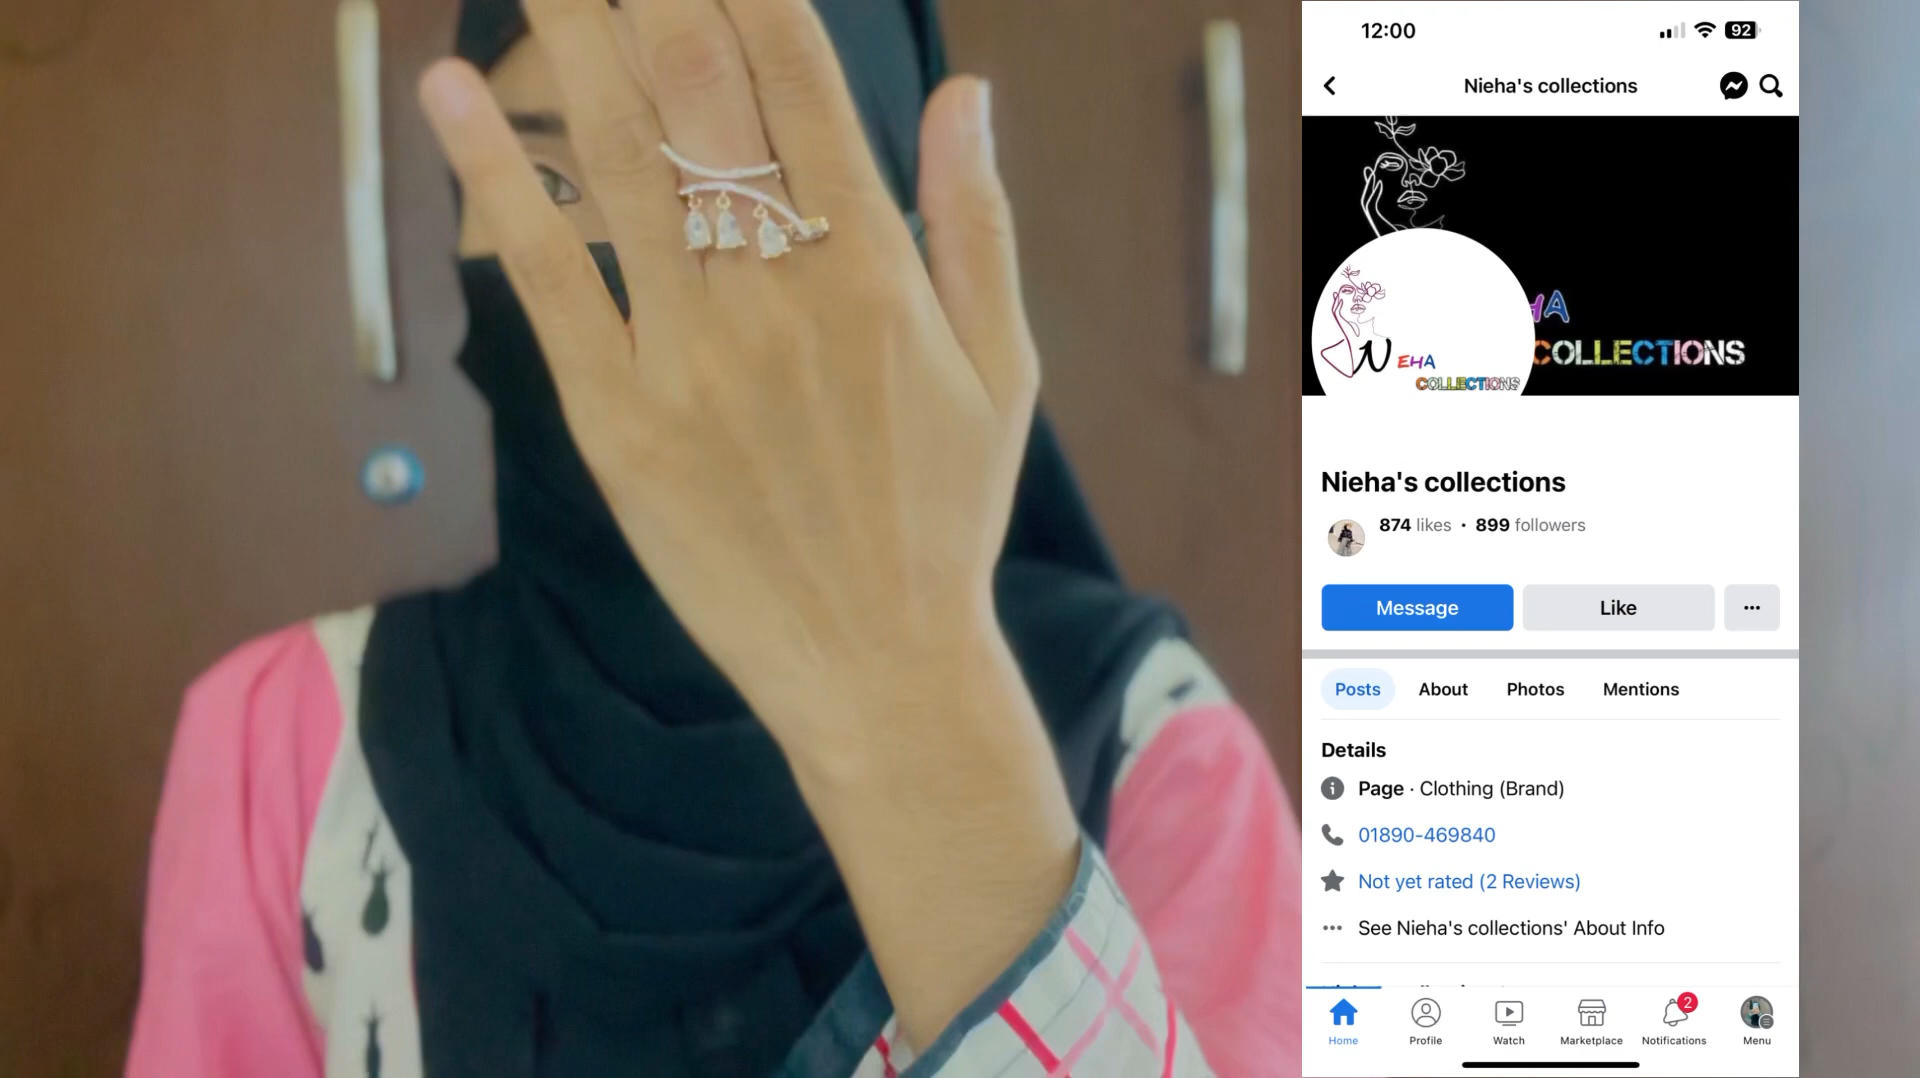 12:00
92
Nieha's collections
HA
COLLECTIONS
N EHA
COLLECTIONS
Nieha's collections
874 likes · 899 followers
Message
Like
Posts
About
Photos
Mentions
Details
Page · Clothing (Brand)
01890-469840
Not yet rated (2 Reviews)
See Nieha's collections' About Info
2
Home
Profile
Watch
Marketplace
Notifications
Menu